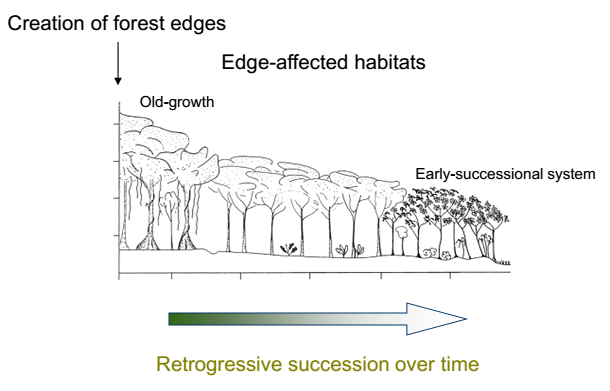 Creation of forest edges
Edge-affected habitats
Old-growth
Early-successional system
Retrogressive succession over time